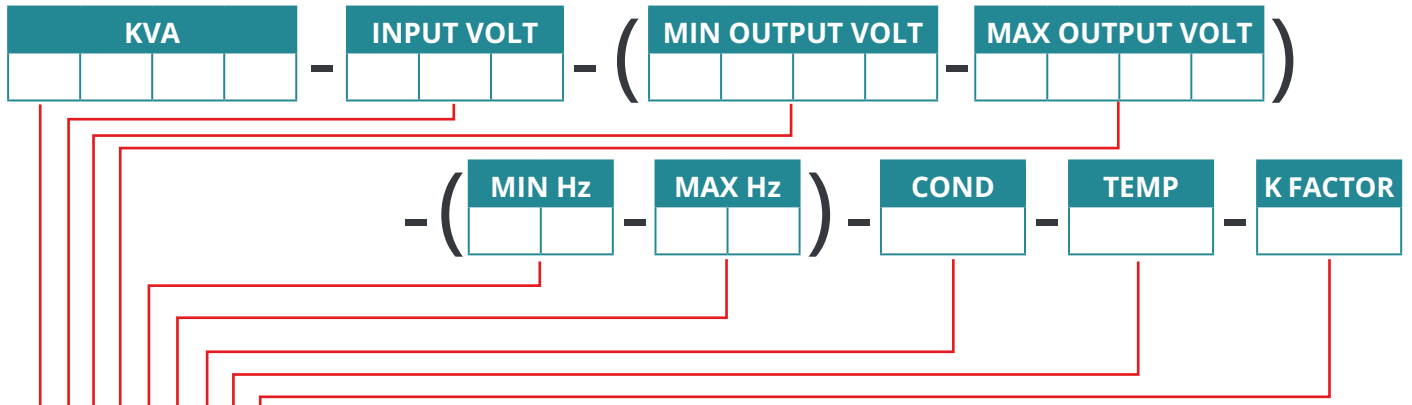 KVA INPUT VOLT MIN OUTPUT VOLT MAX OUTPUT VOLT
- - ( - )
MIN Hz MAX Hz COND TEMP K FACTOR
- ( - ) - - -